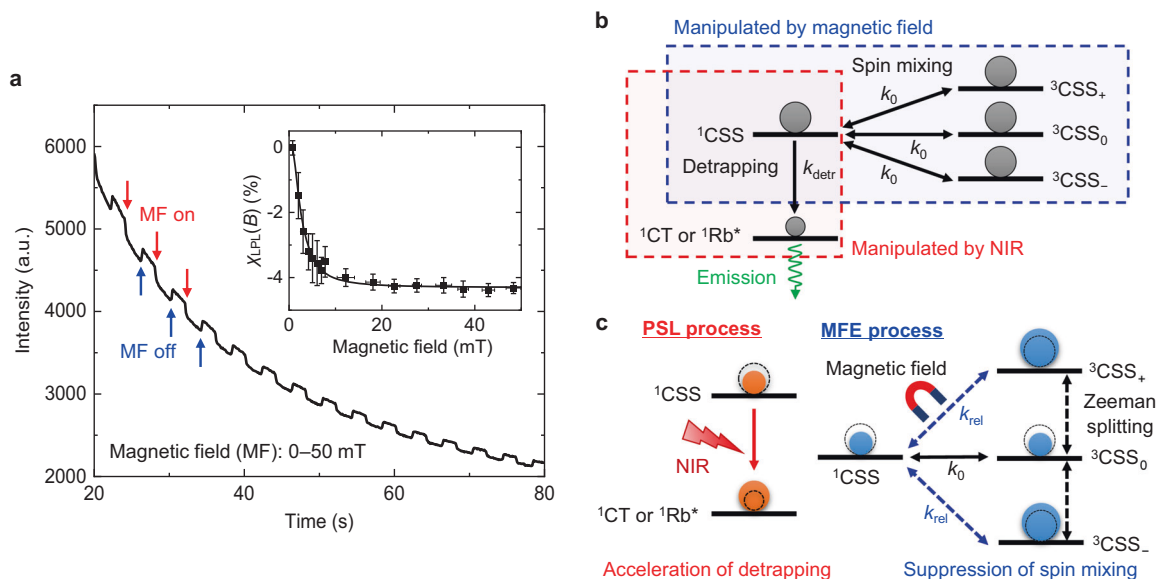 a
6000
5000
4000
3000
2000
Intensity (a.u.)
20
40
60
80
Time (s)
MF on
MF off
Magnetic field (MF): 0–50 mT
0
-2
-4
χLPL(B) (%)
0
20
40
Magnetic field (mT)
b
Manipulated by magnetic field
Spin mixing
k₀
³CSS₊
¹CSS
k₀
³CSS₀
Detrapping
kdetr
k₀
³CSS₋
¹CT or ¹Rb*
Manipulated by NIR
Emission
c
PSL process
MFE process
Magnetic field
³CSS₊
¹CSS
krel
Zeeman
splitting
NIR
¹CSS
k₀
³CSS₀
¹CT or ¹Rb*
krel
³CSS₋
Acceleration of detrapping
Suppression of spin mixing